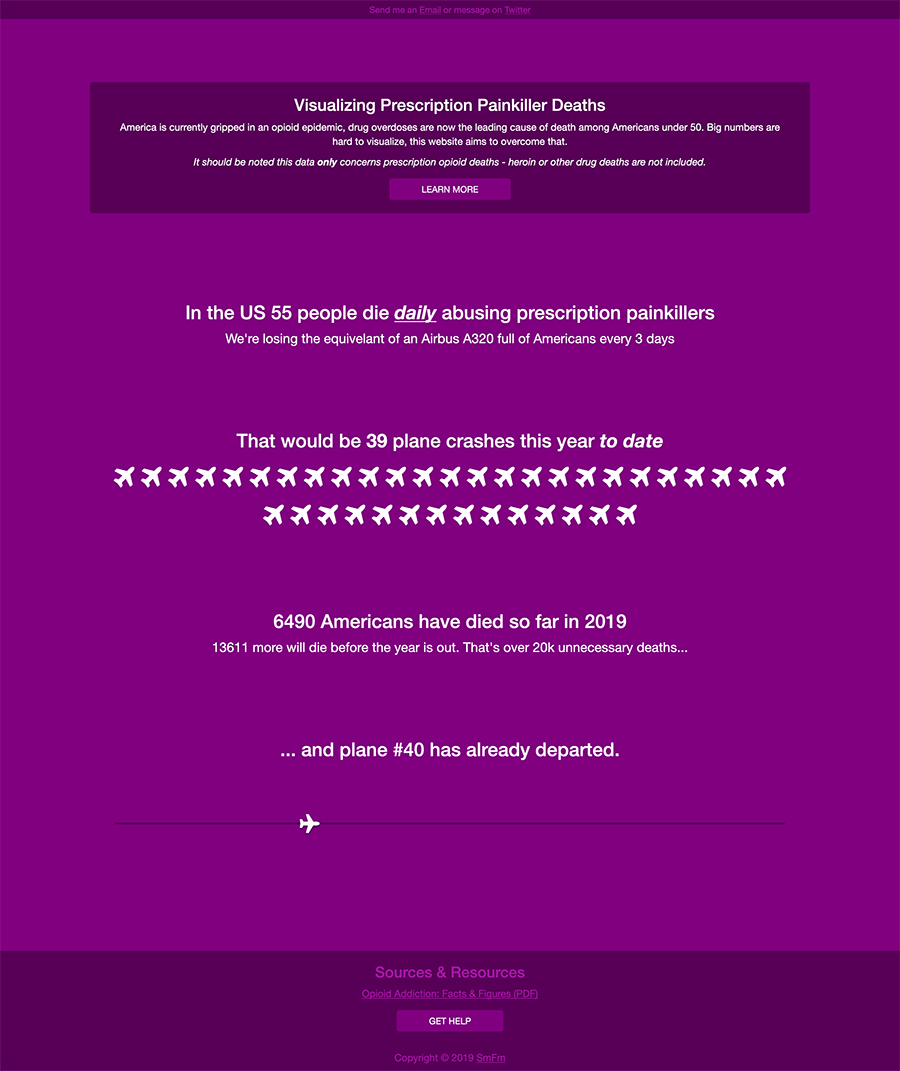 Send me an Email or message on Twitter
Visualizing Prescription Painkiller Deaths
America is currently gripped in an opioid epidemic, drug overdoses are now the leading cause of death among Americans under 50. Big numbers are
hard to visualize, this website aims to overcome that.
It should be noted this data only concerns prescription opioid deaths - heroin or other drug deaths are not included.
LEARN MORE
In the US 55 people die daily abusing prescription painkillers
We're losing the equivelant of an Airbus A320 full of Americans every 3 days
That would be 39 plane crashes this year to date
6490 Americans have died so far in 2019
13611 more will die before the year is out. That's over 20k unnecessary deaths...
... and plane #40 has already departed.
Sources & Resources
Opioid Addiction: Facts & Figures (PDF)
GET HELP
Copyright © 2019 SmFm